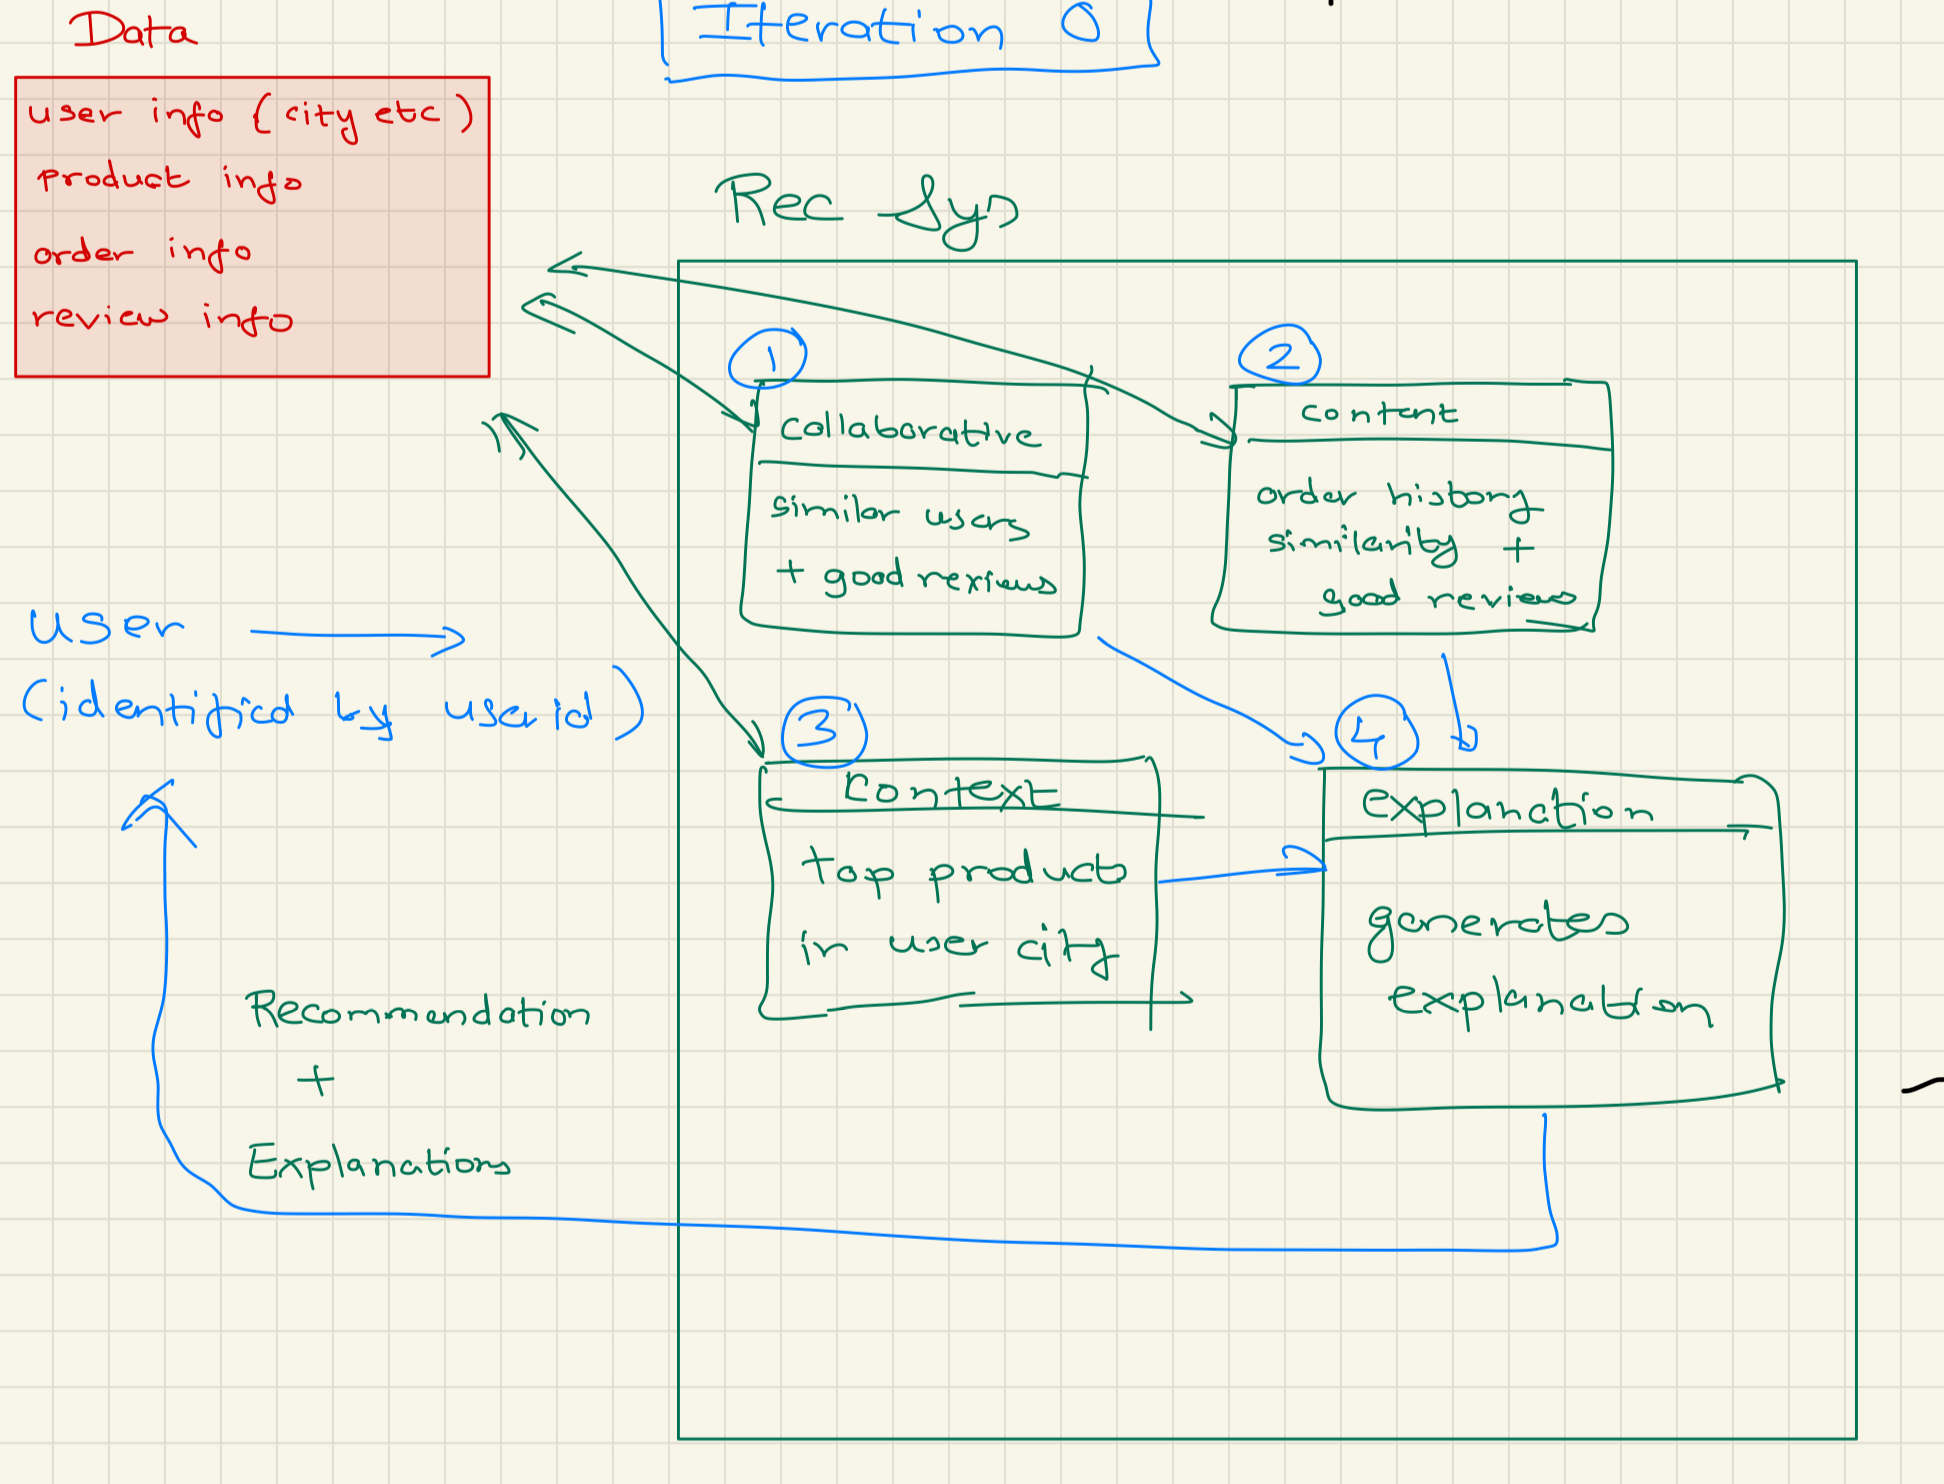 Data
Iteration 0
user info (city etc)
product info
order info
review info
Rec Sys
1
collaborative
similar users
+ good reviews
2
content
order history
similarity +
good reviews
user
(identified by userid)
3
Context
top products
in user city
4
explanation
generates
explanation
Recommendation
+
Explanations